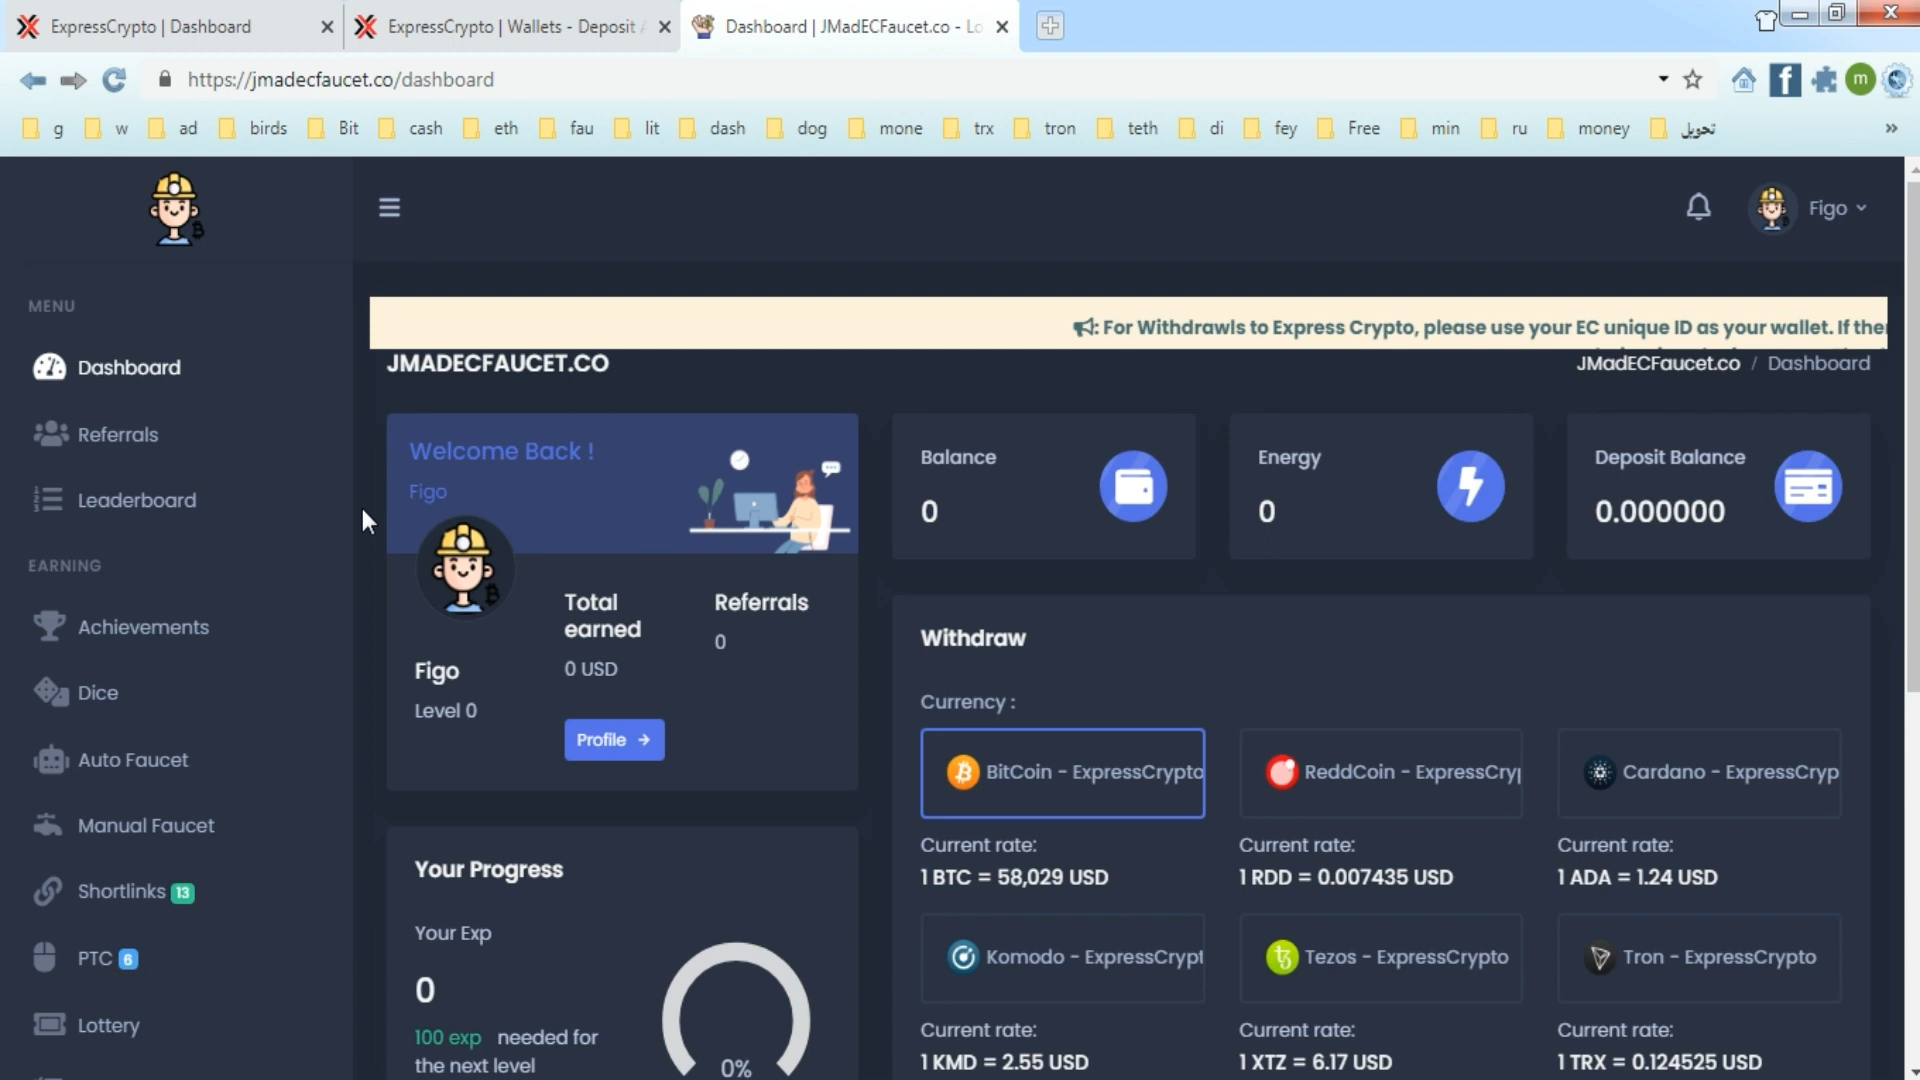 ExpressCrypto | Dashboard
ExpressCrypto | Wallets - Deposit
Dashboard | JMadECFaucet.co - Lo
https://jmadecfaucet.co/dashboard
m
g w ad birds Bit cash eth fau lit dash dog mone trx tron teth di fey Free min ru money تحويل
Figo
MENU
Dashboard
Referrals
Leaderboard
EARNING
Achievements
Dice
Auto Faucet
Manual Faucet
Shortlinks 13
PTC 6
Lottery
: For Withdrawls to Express Crypto, please use your EC unique ID as your wallet. If
JMADECFAUCET.CO
JMadECFaucet.co / Dashboard
Welcome Back !
Figo
Figo
Level 0
Total
earned
0 USD
Referrals
0
Profile
Balance
0
Energy
0
Deposit Balance
0.000000
Your Progress
Your Exp
0
100 exp needed for
the next level
0%
Withdraw
Currency :
BitCoin - ExpressCrypto
ReddCoin - ExpressCryp
Cardano - ExpressCryp
Current rate:
1 BTC = 58,029 USD
Current rate:
1 RDD = 0.007435 USD
Current rate:
1 ADA = 1.24 USD
Komodo - ExpressCrypt
Tezos - ExpressCrypto
Tron - ExpressCrypto
Current rate:
1 KMD = 2.55 USD
Current rate:
1 XTZ = 6.17 USD
Current rate:
1 TRX = 0.124525 USD